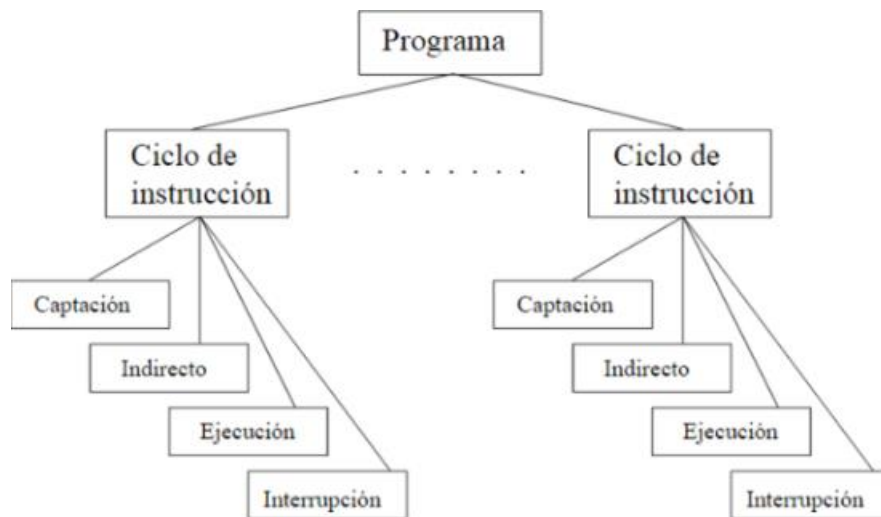 Programa
Ciclo de
instrucción
. . . . . . . .
Ciclo de
instrucción
Captación
Indirecto
Ejecución
Interrupción
Captación
Indirecto
Ejecución
Interrupción